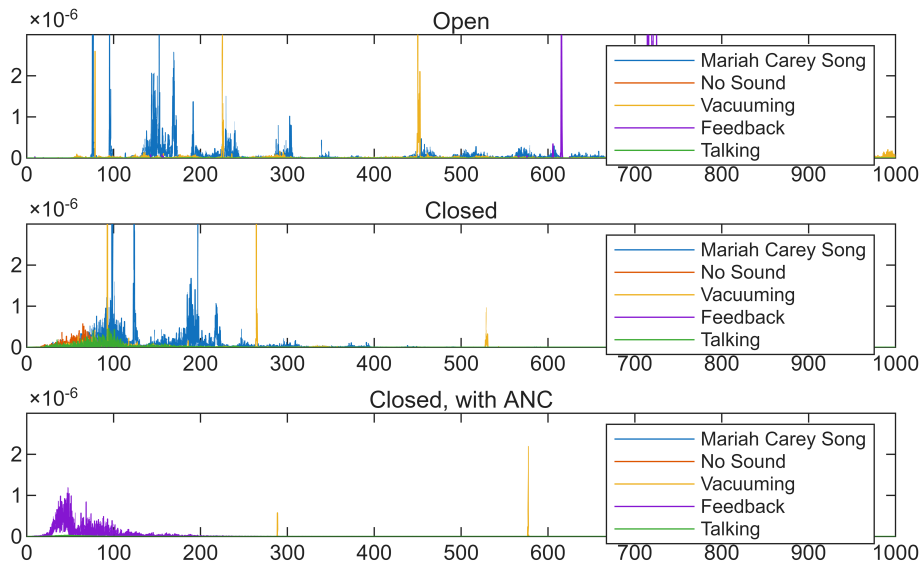 ×10⁻⁶
Open
2
1
0
Mariah Carey Song
No Sound
Vacuuming
Feedback
Talking
0 100 200 300 400 500 600 700 800 900 1000
×10⁻⁶
Closed
2
1
0
Mariah Carey Song
No Sound
Vacuuming
Feedback
Talking
0 100 200 300 400 500 600 700 800 900 1000
×10⁻⁶
Closed, with ANC
2
1
0
Mariah Carey Song
No Sound
Vacuuming
Feedback
Talking
0 100 200 300 400 500 600 700 800 900 1000